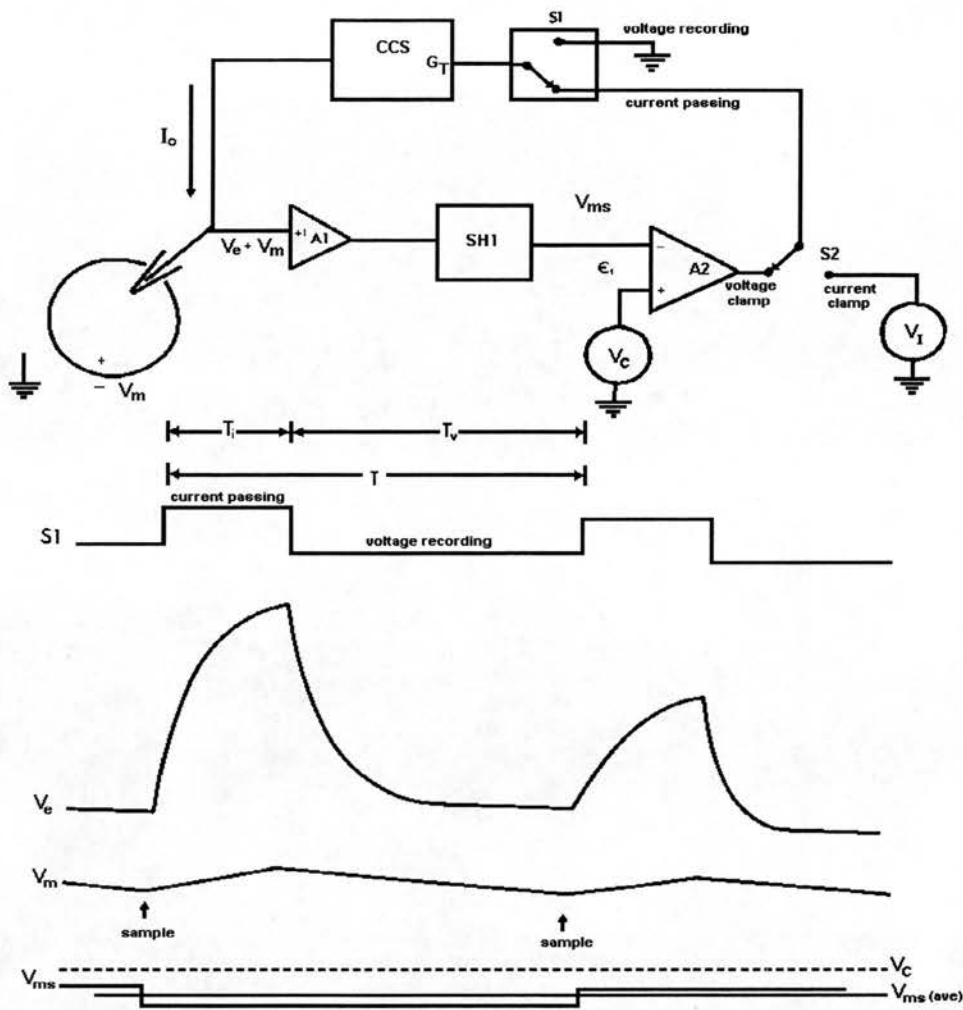 S1
voltage recording
CCS
G_T
current passing
I_o
V_ms
V_e + V_m
+1 A1
SH1
−
ϵ_1
+
A2
voltage clamp
S2
current clamp
V_C
V_I
+
− V_m
T_i
T_v
T
current passing
S1
voltage recording
V_e
V_m
sample
sample
V_C
V_ms
V_ms (ave)